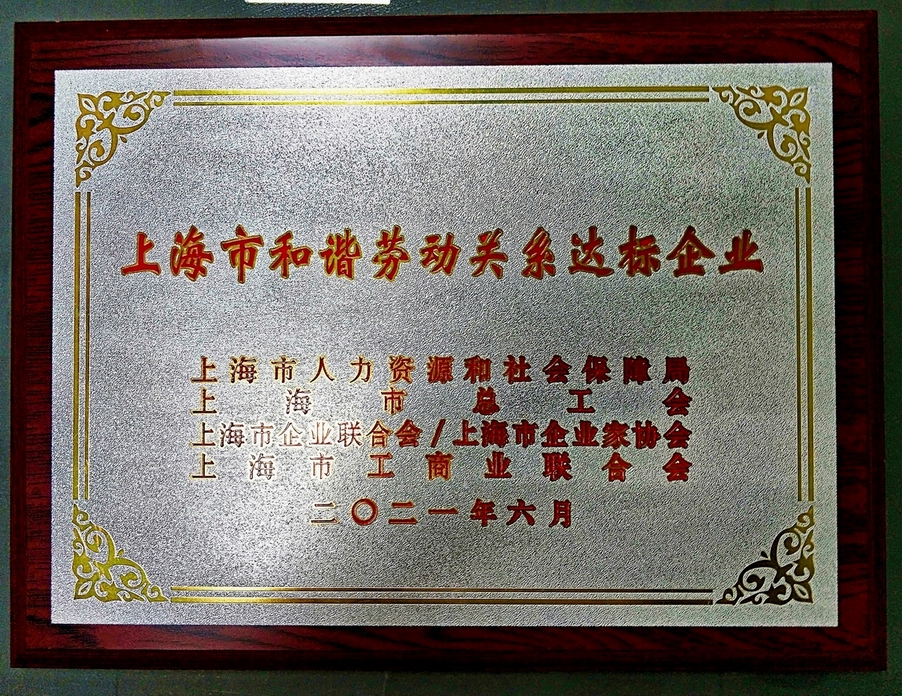 上海市和谐劳动关系达标企业
上海市人力资源和社会保障局
上海市总工会
上海市企业联合会/上海市企业家协会
上海市工商业联合会
二〇二一年六月